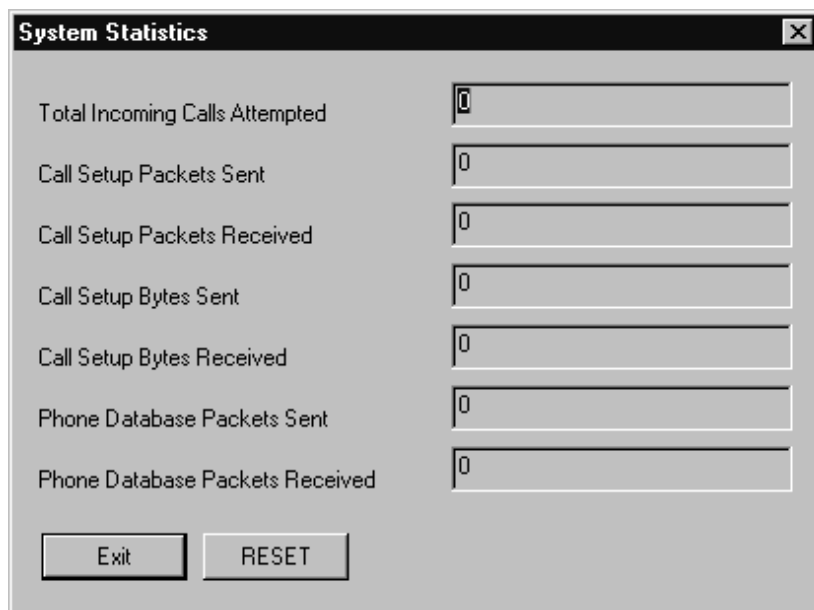 System Statistics
Total Incoming Calls Attempted 0
Call Setup Packets Sent 0
Call Setup Packets Received 0
Call Setup Bytes Sent 0
Call Setup Bytes Received 0
Phone Database Packets Sent 0
Phone Database Packets Received 0
Exit RESET